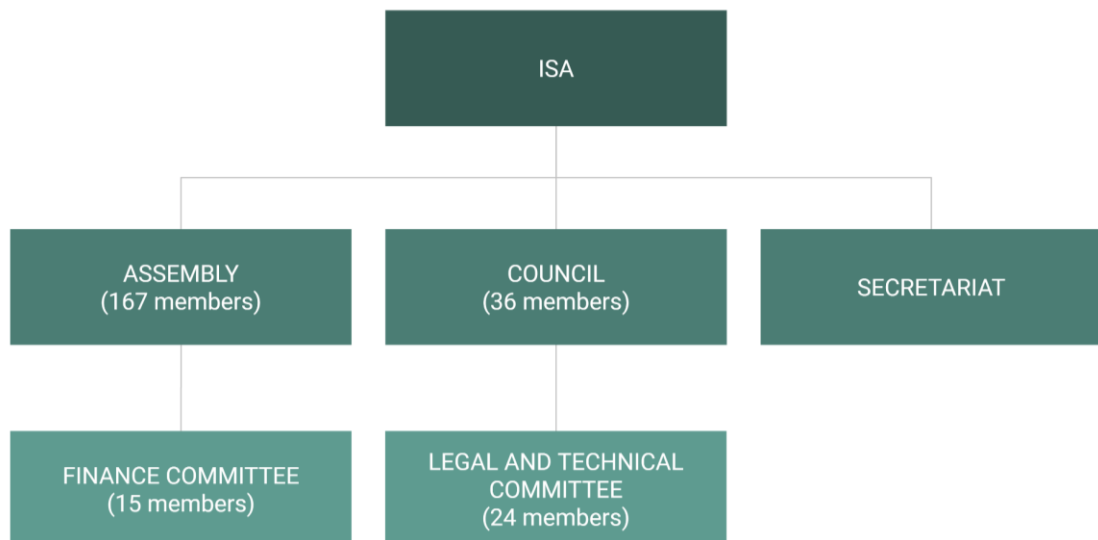 ISA
ASSEMBLY
(167 members)
COUNCIL
(36 members)
SECRETARIAT
FINANCE COMMITTEE
(15 members)
LEGAL AND TECHNICAL
COMMITTEE
(24 members)